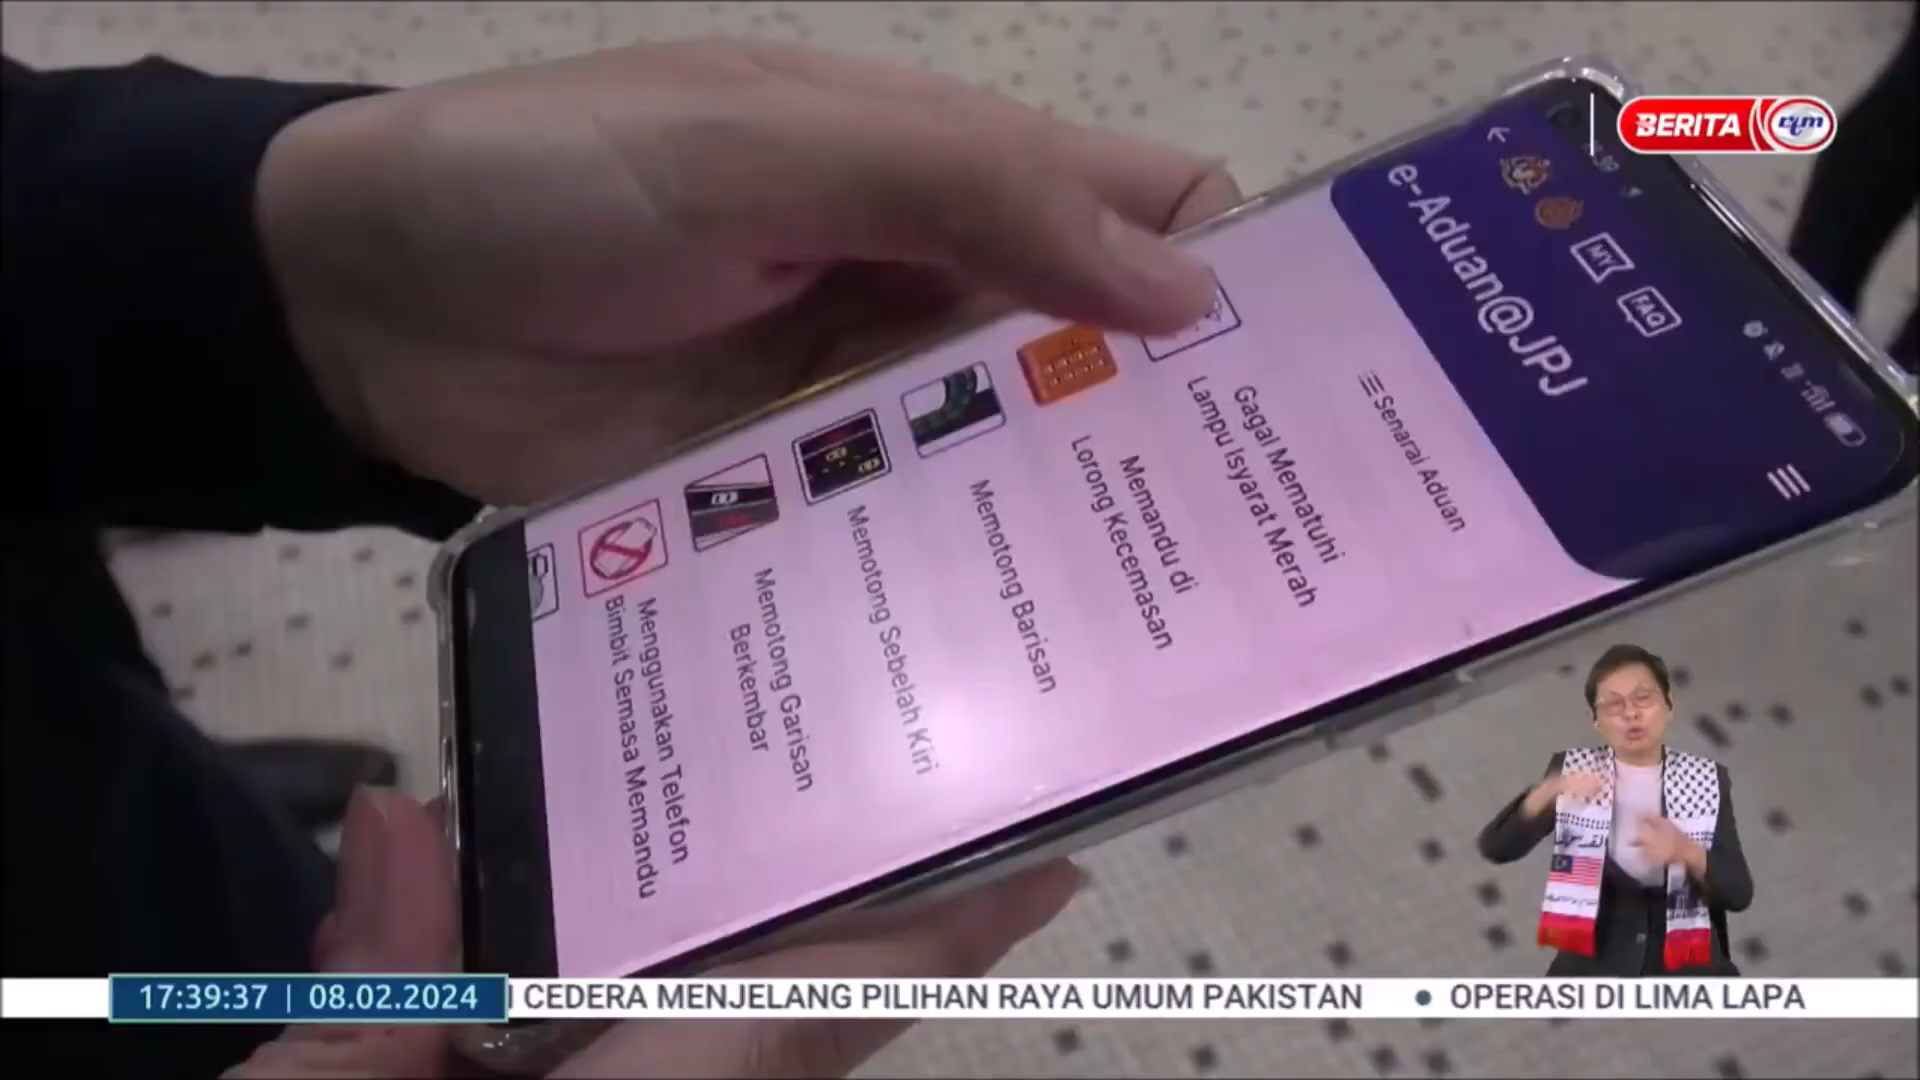 BERITA rtm
MY
FAQ
e-Aduan@JPJ
Senarai Aduan
Gagal Mematuhi
Lampu Isyarat Merah
Memandu di
Lorong Kecemasan
Memotong Barisan
Memotong Sebelah Kiri
Memotong Garisan
Berkembar
Menggunakan Telefon
Bimbit Semasa Memandu
17:39:37 | 08.02.2024
CEDERA MENJELANG PILIHAN RAYA UMUM PAKISTAN • OPERASI DI LIMA LAPA